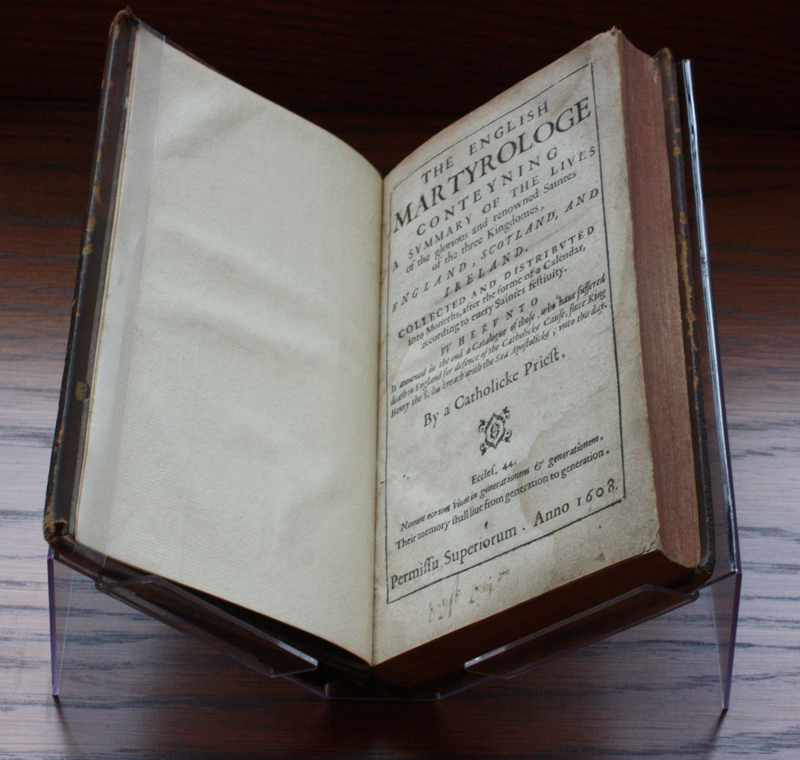 THE ENGLISH
MARTYROLOGE
CONTEYNING
A SVMMARY OF THE LIVES
of the glorious and renowned Saintes
of the three Kingdomes,
ENGLAND, SCOTLAND, AND
IRELAND.
COLLECTED AND DISTRIBVTED
into Moneths, after the forme of a Calendar,
according to euery Saintes festiuity.
WHERVNTO
Is annexed in the end a Catalogue of those, who haue suffered
death in England for defence of the Catholicke Cause, since King
Henry the 8. his breach with the Sea Apostolicke, vnto this day.
By a Catholicke Priest.
Eccles. 44.
Nomen eorum viuet in generationem & generationem.
Their memory shall liue from generation to generation.
Permissu Superiorum. Anno 1608.